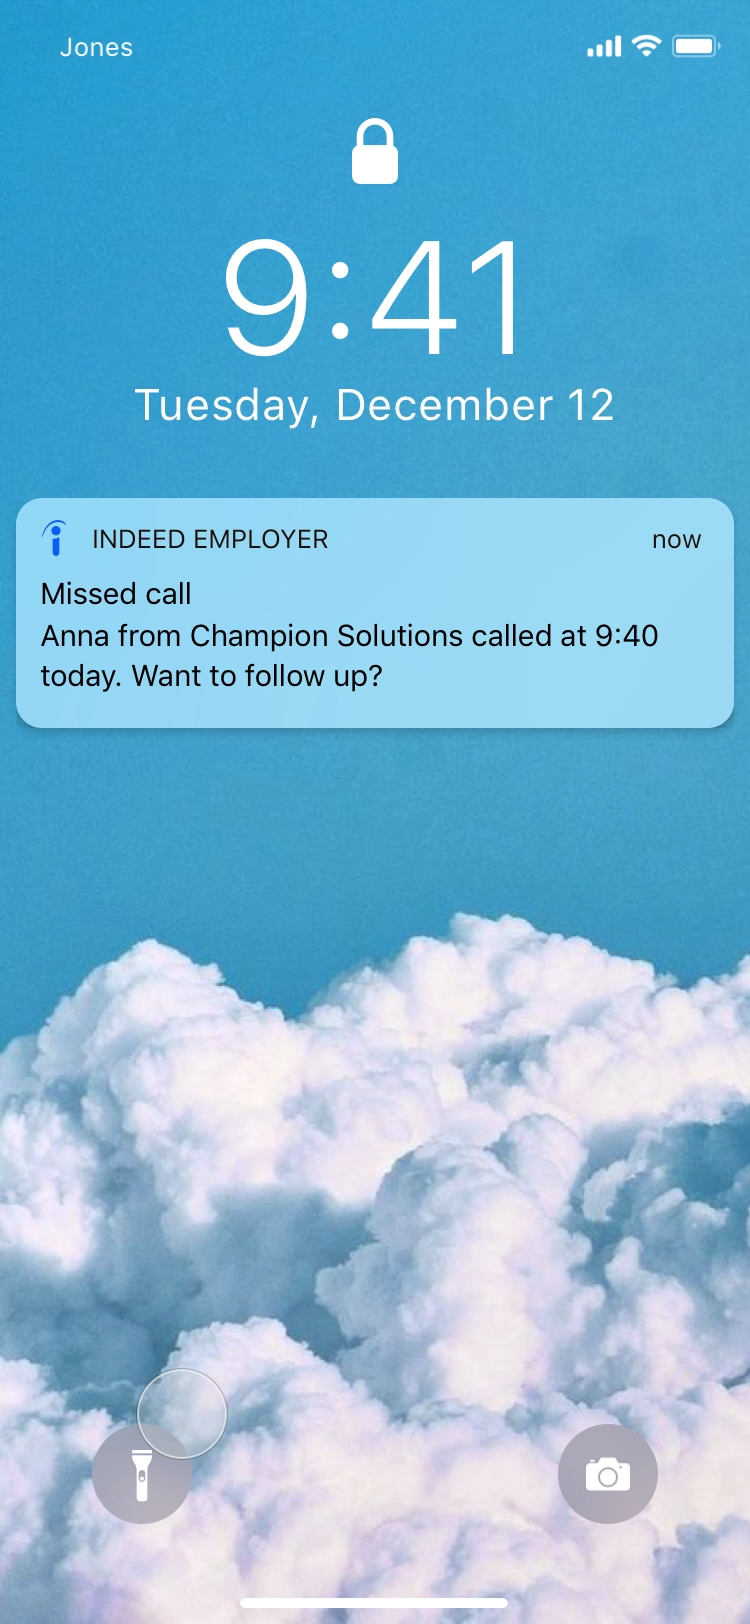 Jones
9:41
Tuesday, December 12
INDEED EMPLOYER now
Missed call
Anna from Champion Solutions called at 9:40
today. Want to follow up?